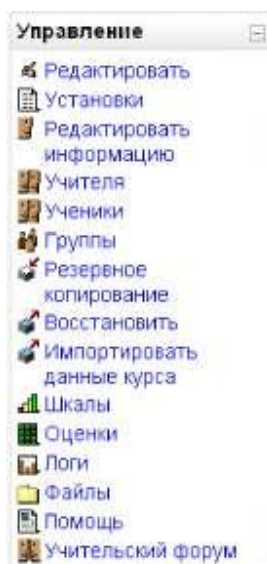 Управление
Редактировать
Установки
Редактировать
информацию
Учителя
Ученики
Группы
Резервное
копирование
Восстановить
Импортировать
данные курса
Шкалы
Оценки
Логи
Файлы
Помощь
Учительский форум